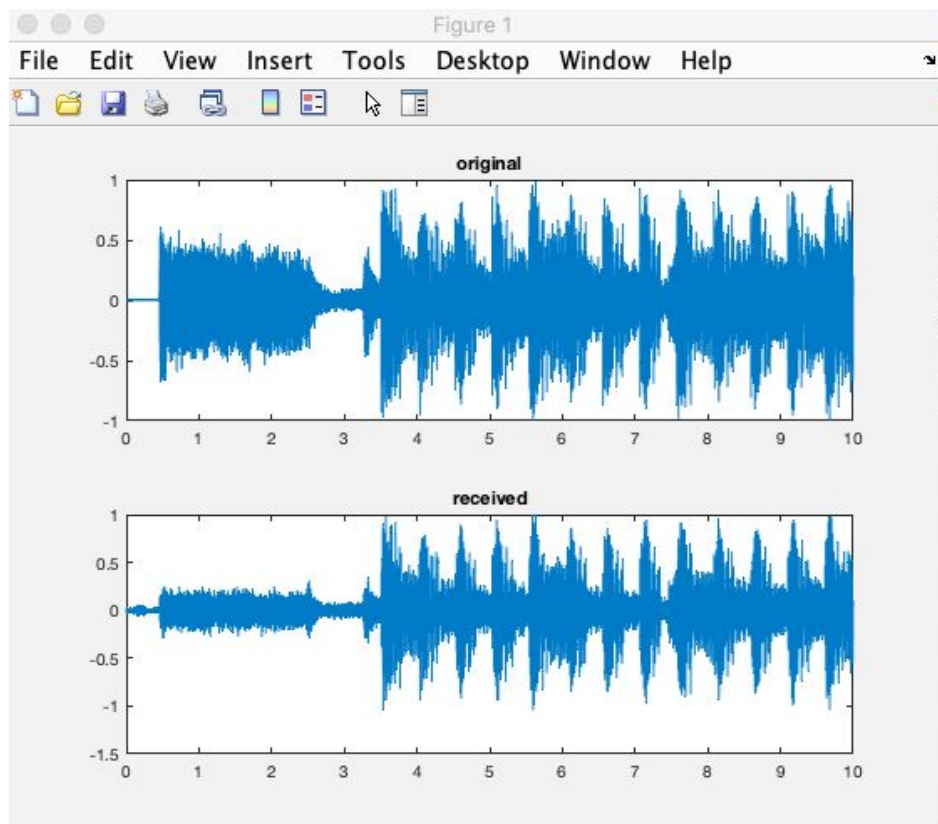 Figure 1
File Edit View Insert Tools Desktop Window Help
original
1
0.5
0
-0.5
-1
0 1 2 3 4 5 6 7 8 9 10
received
1
0.5
0
-0.5
-1
-1.5
0 1 2 3 4 5 6 7 8 9 10